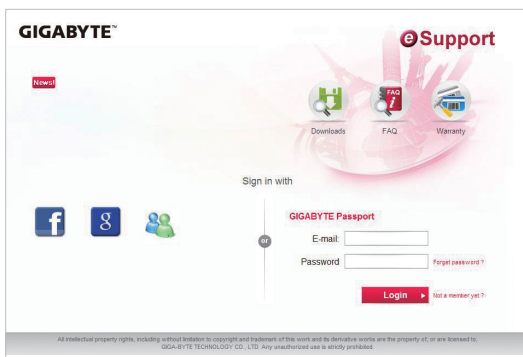 GIGABYTE™
eSupport
News!
FAQ
Downloads
FAQ
Warranty
Sign in with
GIGABYTE Passport
or
E-mail:
Password
Forget password ?
Login
Not a member yet ?
All intellectual property rights, including without limitation to copyright and trademark of this work and its derivative works are the property of, or are licensed to,
GIGA-BYTE TECHNOLOGY CO., LTD. Any unauthorized use is strictly prohibited.